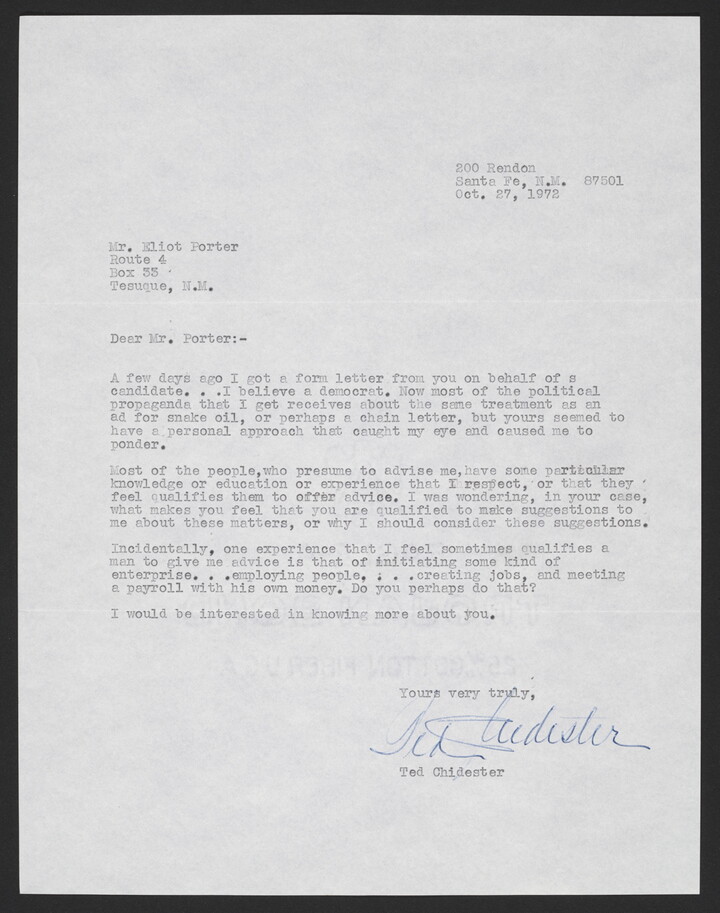 200 Rendon
Santa Fe, N.M. 87501
Oct. 27, 1972
Mr. Eliot Porter
Route 4
Box 33
Tesuque, N.M.
Dear Mr. Porter:-
A few days ago I got a form letter from you on behalf of s
candidate. . .I believe a democrat. Now most of the political
propaganda that I get receives about the same treatment as an
ad for snake oil, or perhaps a chain letter, but yours seemed to
have a personal approach that caught my eye and caused me to
ponder.
Most of the people,who presume to advise me,have some particular
knowledge or education or experience that I respect, or that they
feel qualifies them to offer advice. I was wondering, in your case,
what makes you feel that you are qualified to make suggestions to
me about these matters, or why I should consider these suggestions.
Incidentally, one experience that I feel sometimes qualifies a
man to give me advice is that of initiating some kind of
enterprise. . .employing people, ; . .creating jobs, and meeting
a payroll with his own money. Do you perhaps do that?
I would be interested in knowing more about you.
25% COTTON FIBER U S A
Yours very truly,
Ted Chidester
Ted Chidester